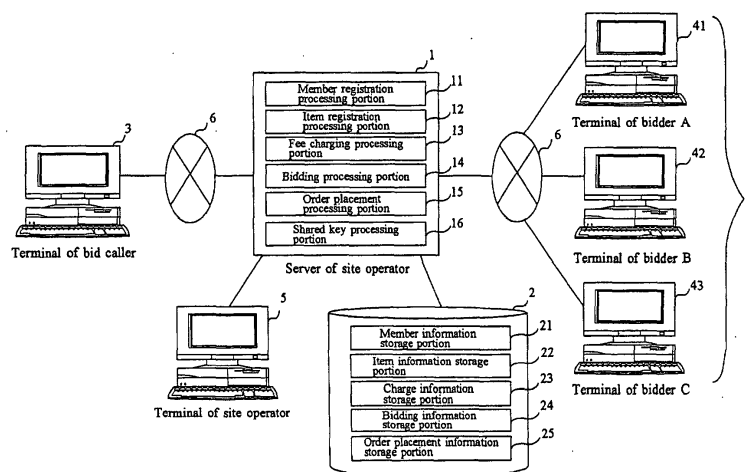 1
11
Member registration
processing portion
12
Item registration
processing portion
13
Fee charging processing
portion
14
Bidding processing portion
15
Order placement
processing portion
16
Shared key processing
portion
Server of site operator
3
Terminal of bid caller
6
6
41
Terminal of bidder A
42
Terminal of bidder B
43
Terminal of bidder C
5
Terminal of site operator
2
21
Member information
storage portion
22
Item information storage
portion
23
Charge information
storage portion
24
Bidding information
storage portion
25
Order placement information
storage portion